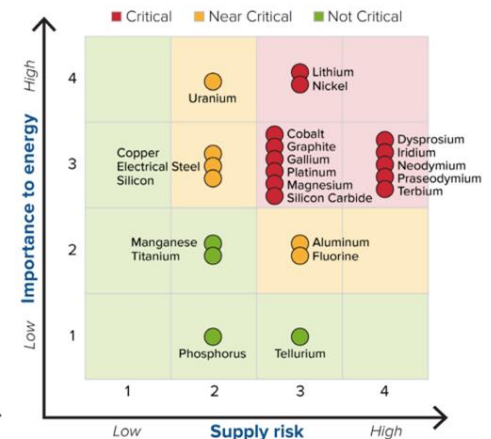 Critical Near Critical Not Critical
High
4
Uranium
Lithium
Nickel
Importance to energy
3
Copper
Electrical Steel
Silicon
Cobalt
Graphite
Gallium
Platinum
Magnesium
Silicon Carbide
Dysprosium
Iridium
Neodymium
Praseodymium
Terbium
2
Manganese
Titanium
Aluminum
Fluorine
Low
1
Phosphorus
Tellurium
1 2 3 4
Low Supply risk High